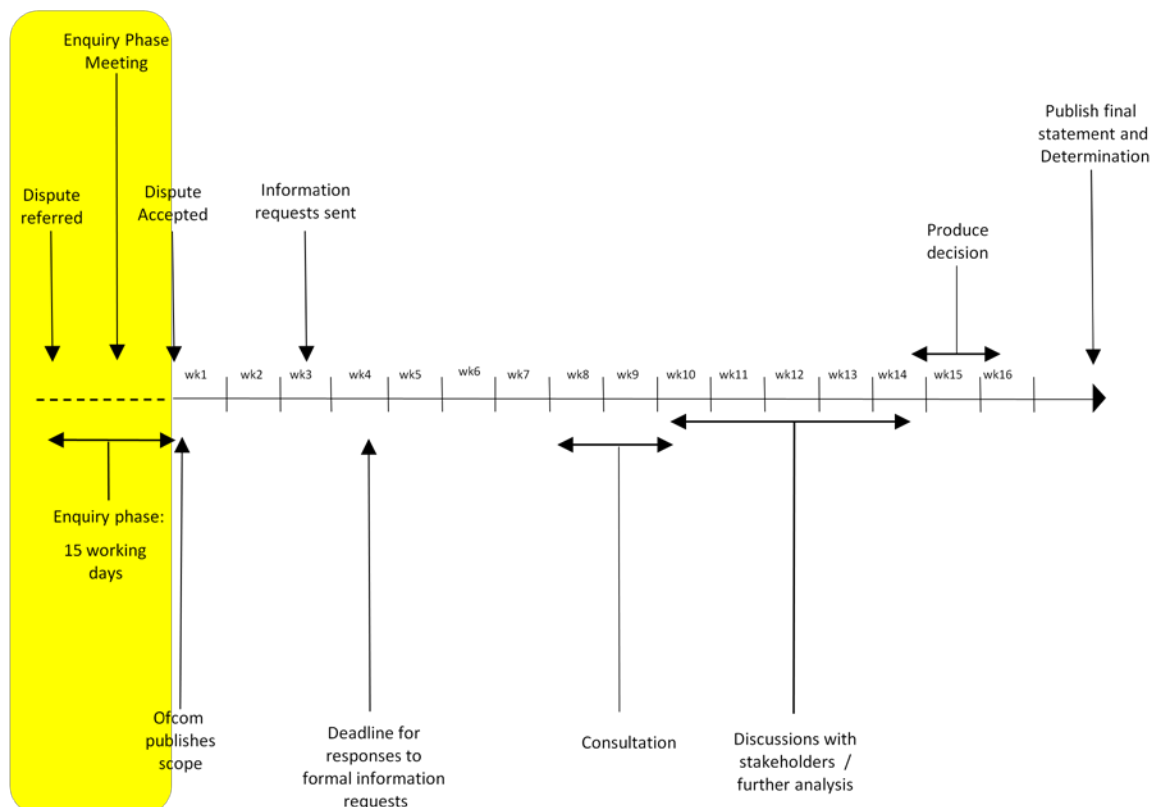 Enquiry Phase
Meeting
Publish final
statement and
Determination
Dispute
referred
Dispute
Accepted
Information
requests sent
Produce
decision
wk1 wk2 wk3 wk4 wk5 wk6 wk7 wk8 wk9 wk10 wk11 wk12 wk13 wk14 wk15 wk16
Enquiry phase:
15 working
days
Ofcom
publishes
scope
Deadline for
responses to
formal information
requests
Consultation
Discussions with
stakeholders /
further analysis